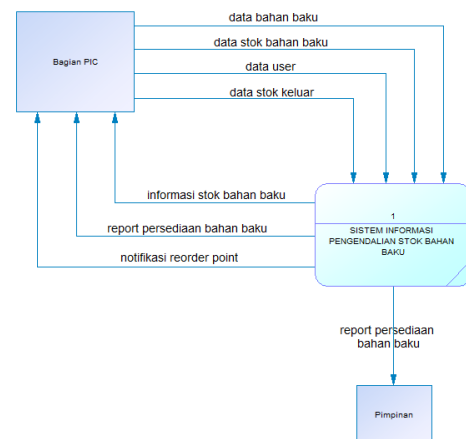 data bahan baku
data stok bahan baku
Bagian PIC
data user
data stok keluar
informasi stok bahan baku
1
report persediaan bahan baku
SISTEM INFORMASI
PENGENDALIAN STOK BAHAN
BAKU
notifikasi reorder point
report persediaan
bahan baku
Pimpinan